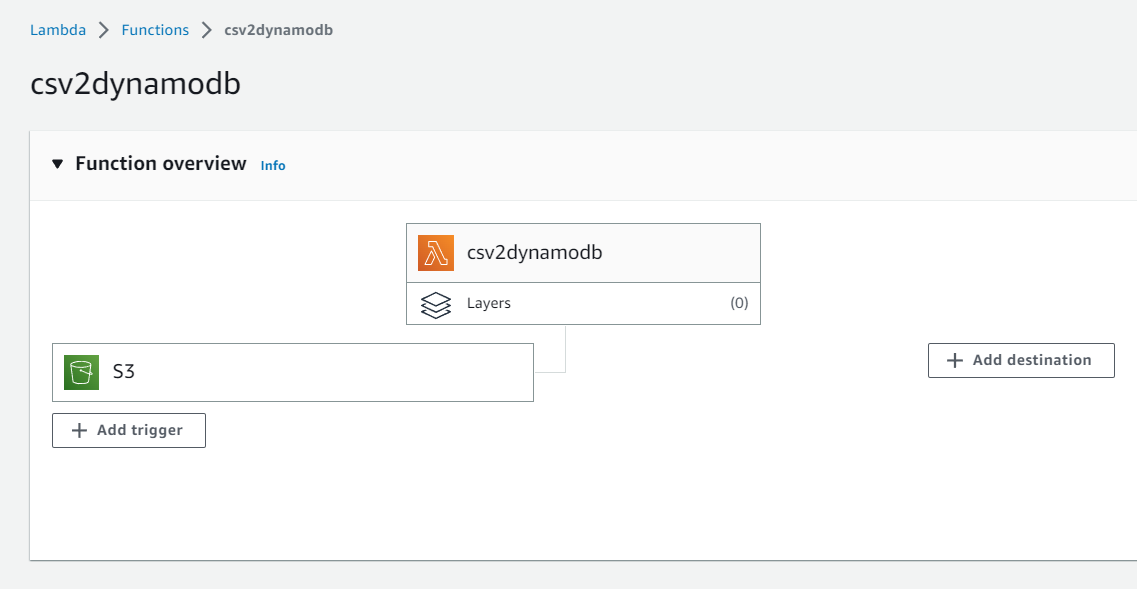 Lambda Functions csv2dynamodb
csv2dynamodb
Function overview Info
csv2dynamodb
Layers (0)
S3
Add destination
Add trigger